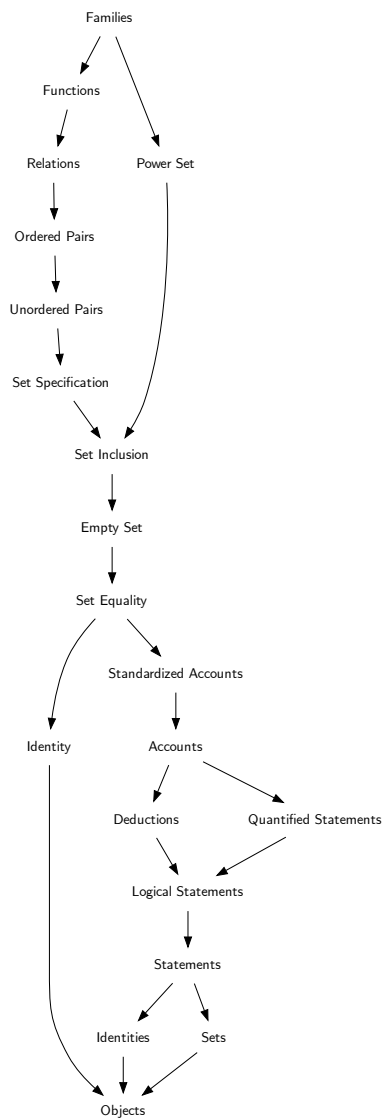 Families
Functions
Relations
Power Set
Ordered Pairs
Unordered Pairs
Set Specification
Set Inclusion
Empty Set
Set Equality
Standardized Accounts
Identity
Accounts
Deductions
Quantified Statements
Logical Statements
Statements
Identities
Sets
Objects